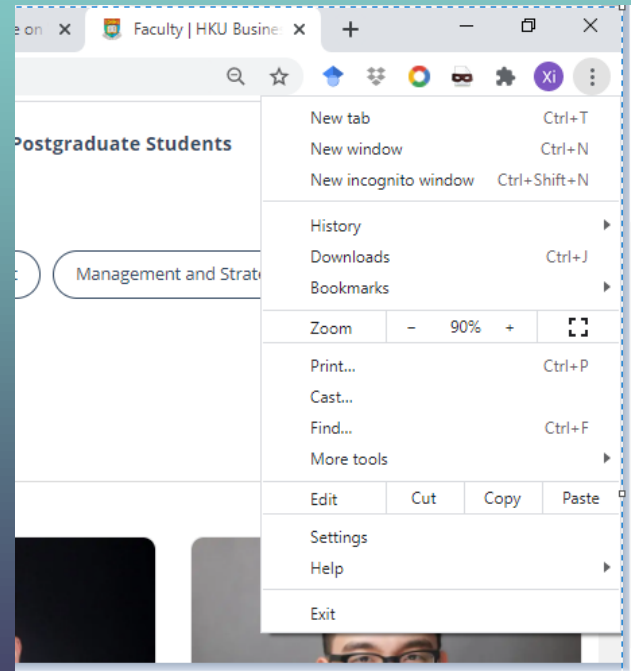 e on
Faculty | HKU Busine
Xi
Postgraduate Students
Management and Strate
New tab Ctrl+T
New window Ctrl+N
New incognito window Ctrl+Shift+N
History
Downloads Ctrl+J
Bookmarks
Zoom - 90% +
Print... Ctrl+P
Cast...
Find... Ctrl+F
More tools
Edit Cut Copy Paste
Settings
Help
Exit